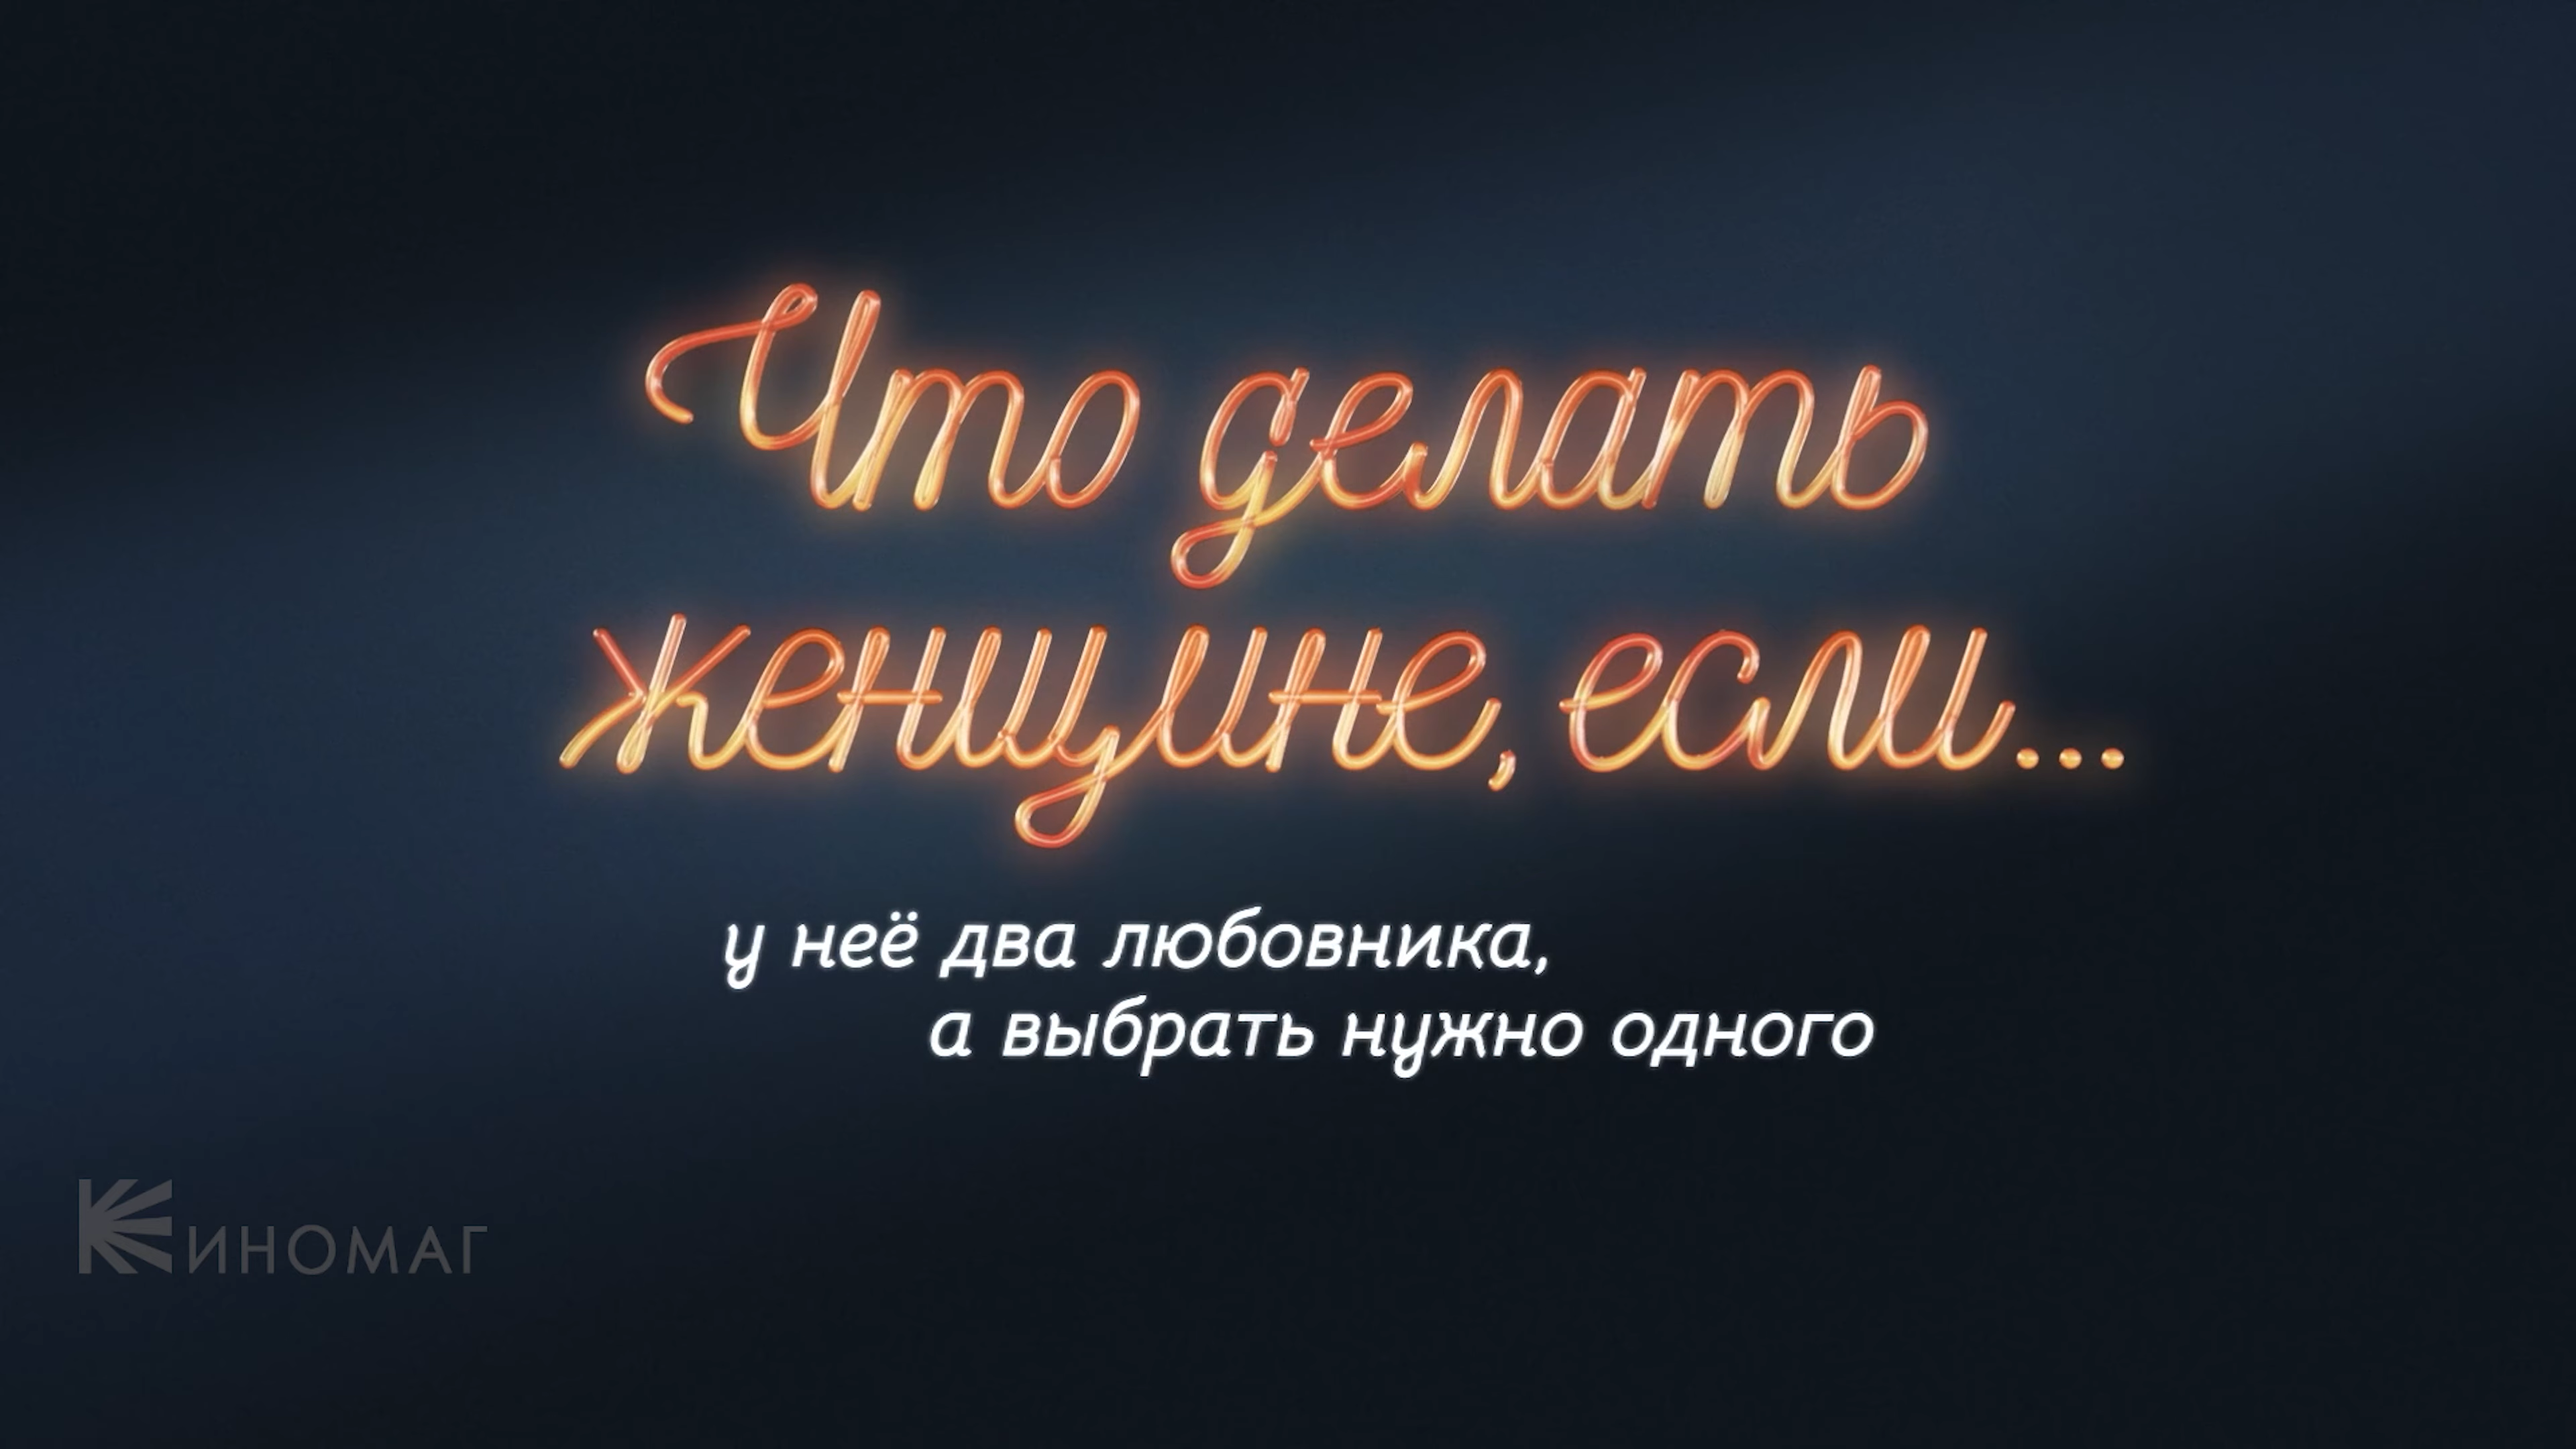 Что делать
женщине, если...
у неё два любовника,
а выбрать нужно одного
КИНОМАГ